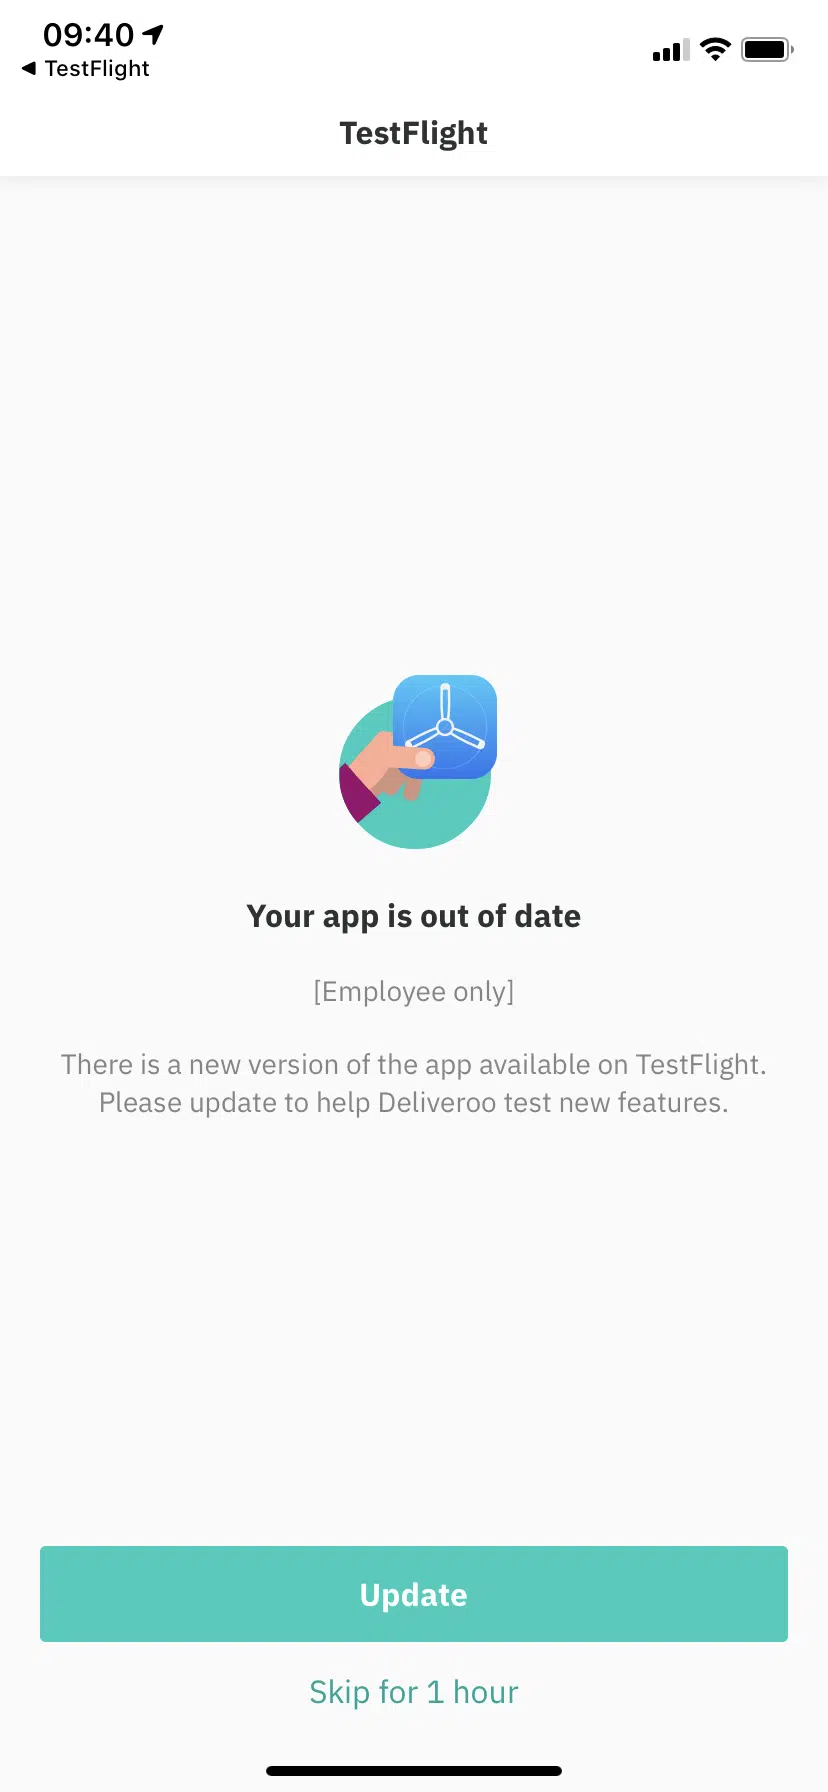 09:40
◀ TestFlight
TestFlight
Your app is out of date
[Employee only]
There is a new version of the app available on TestFlight.
Please update to help Deliveroo test new features.
Update
Skip for 1 hour